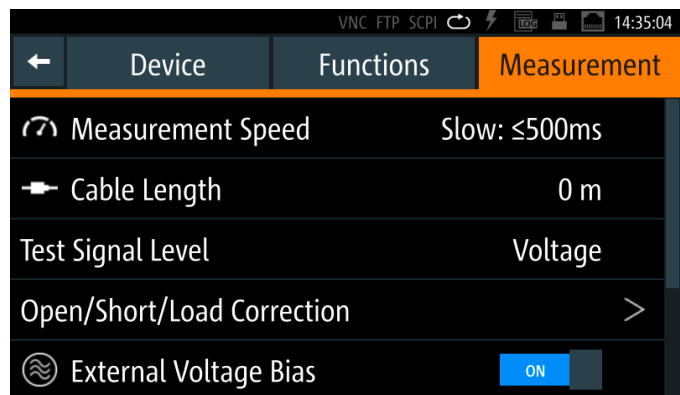 VNC FTP SCPI LOG 14:35:04
Device Functions Measurement
Measurement Speed Slow: ≤500ms
Cable Length 0 m
Test Signal Level Voltage
Open/Short/Load Correction >
External Voltage Bias ON